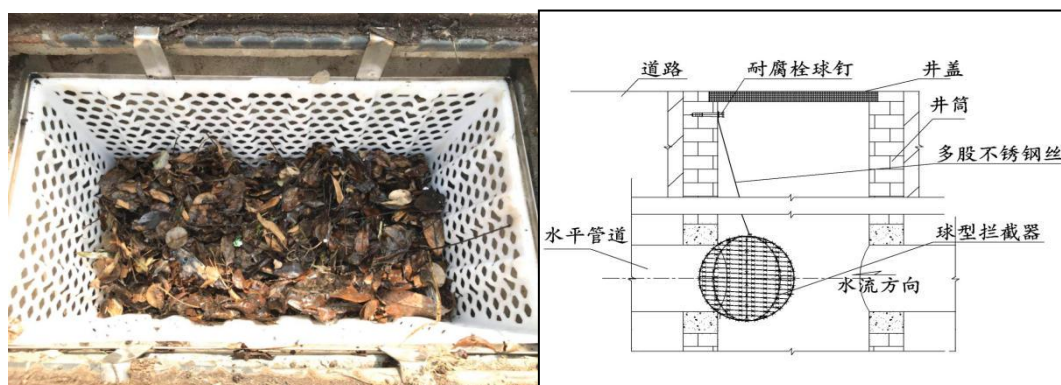 道路
耐腐栓球钉
井盖
井筒
多股不锈钢丝
水平管道
球型拦截器
水流方向